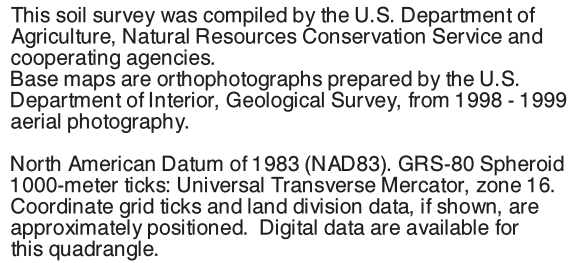 This soil survey was compiled by the U.S. Department of
Agriculture, Natural Resources Conservation Service and
cooperating agencies.
Base maps are orthophotographs prepared by the U.S.
Department of Interior, Geological Survey, from 1998 - 1999
aerial photography.

North American Datum of 1983 (NAD83). GRS-80 Spheroid
1000-meter ticks: Universal Transverse Mercator, zone 16.
Coordinate grid ticks and land division data, if shown, are
approximately positioned.  Digital data are available for
this quadrangle.